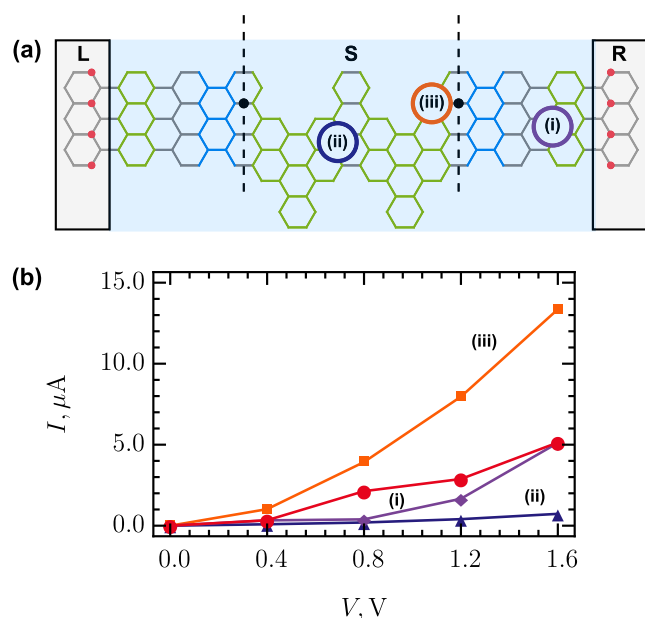 (a)
L S R
(iii)
(i)
(ii)
(b)
15.0
10.0
5.0
0.0
I, μA
(iii)
(i)
(ii)
0.0 0.4 0.8 1.2 1.6
V, V